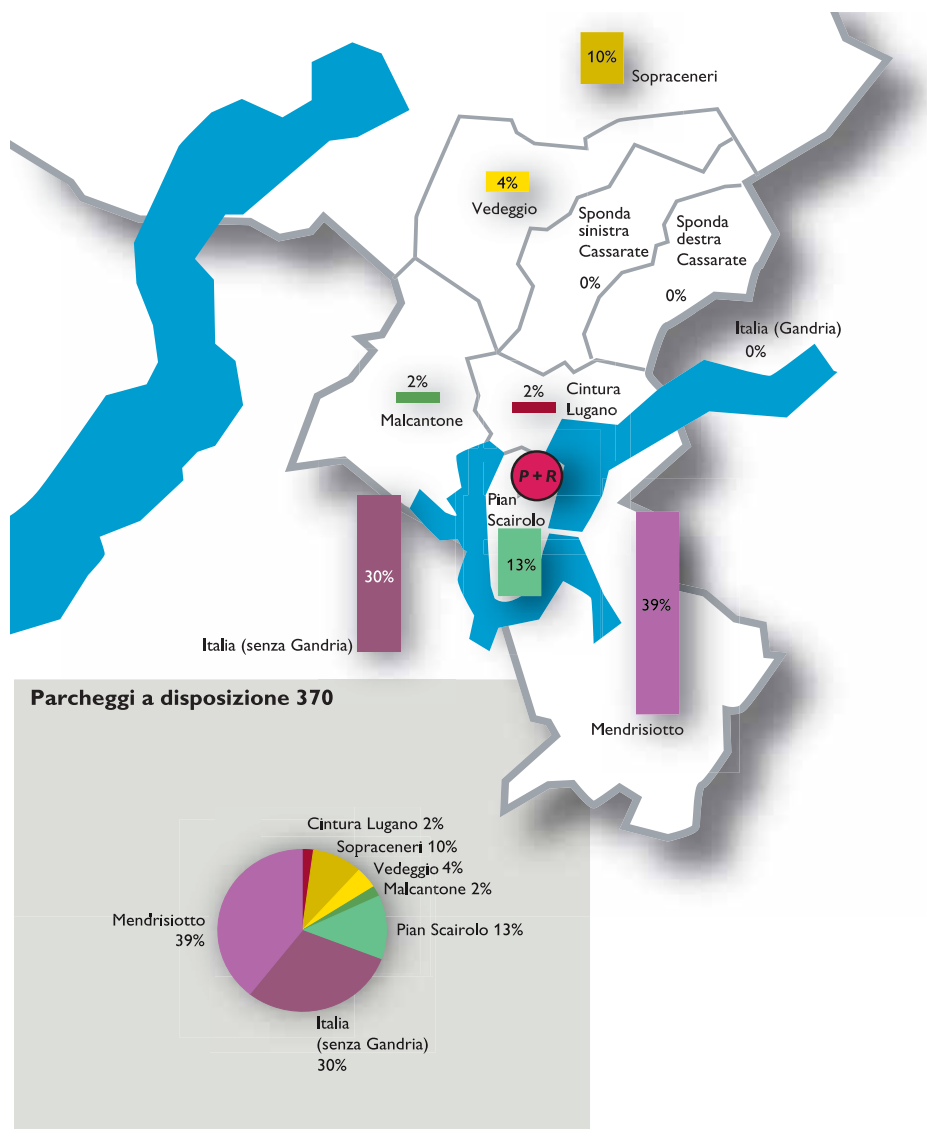 10%
Sopraceneri
4%
Vedeggio
Sponda
sinistra
Cassarate
0%
Sponda
destra
Cassarate
0%
Italia (Gandria)
0%
2%
Malcantone
2%
Cintura
Lugano
P + R
Pian
Scairolo
13%
30%
Italia (senza Gandria)
39%
Mendrisiotto
Parcheggi a disposizione 370
Cintura Lugano 2%
Sopraceneri 10%
Vedeggio 4%
Malcantone 2%
Pian Scairolo 13%
Mendrisiotto
39%
Italia
(senza Gandria)
30%